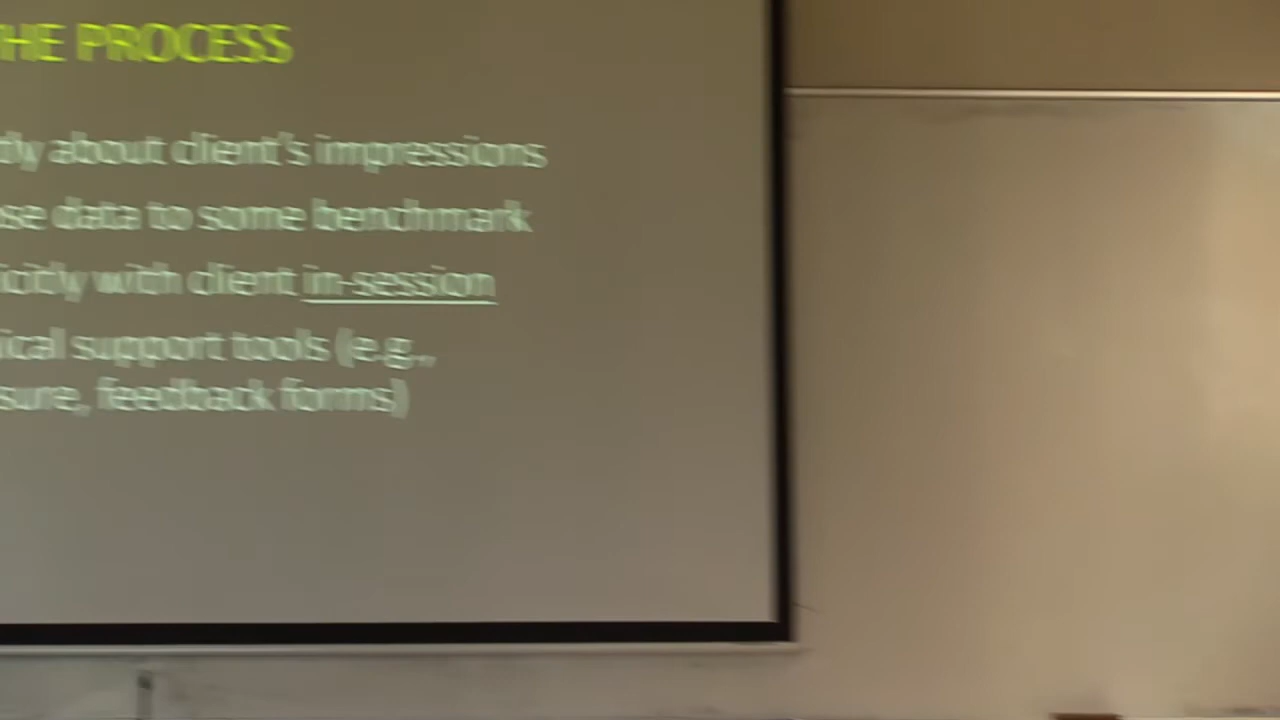 HE PROCESS
tly about client's impressions
se data to some benchmark
icitly with client in-session
ical support tools (e.g.,
sure, feedback forms)